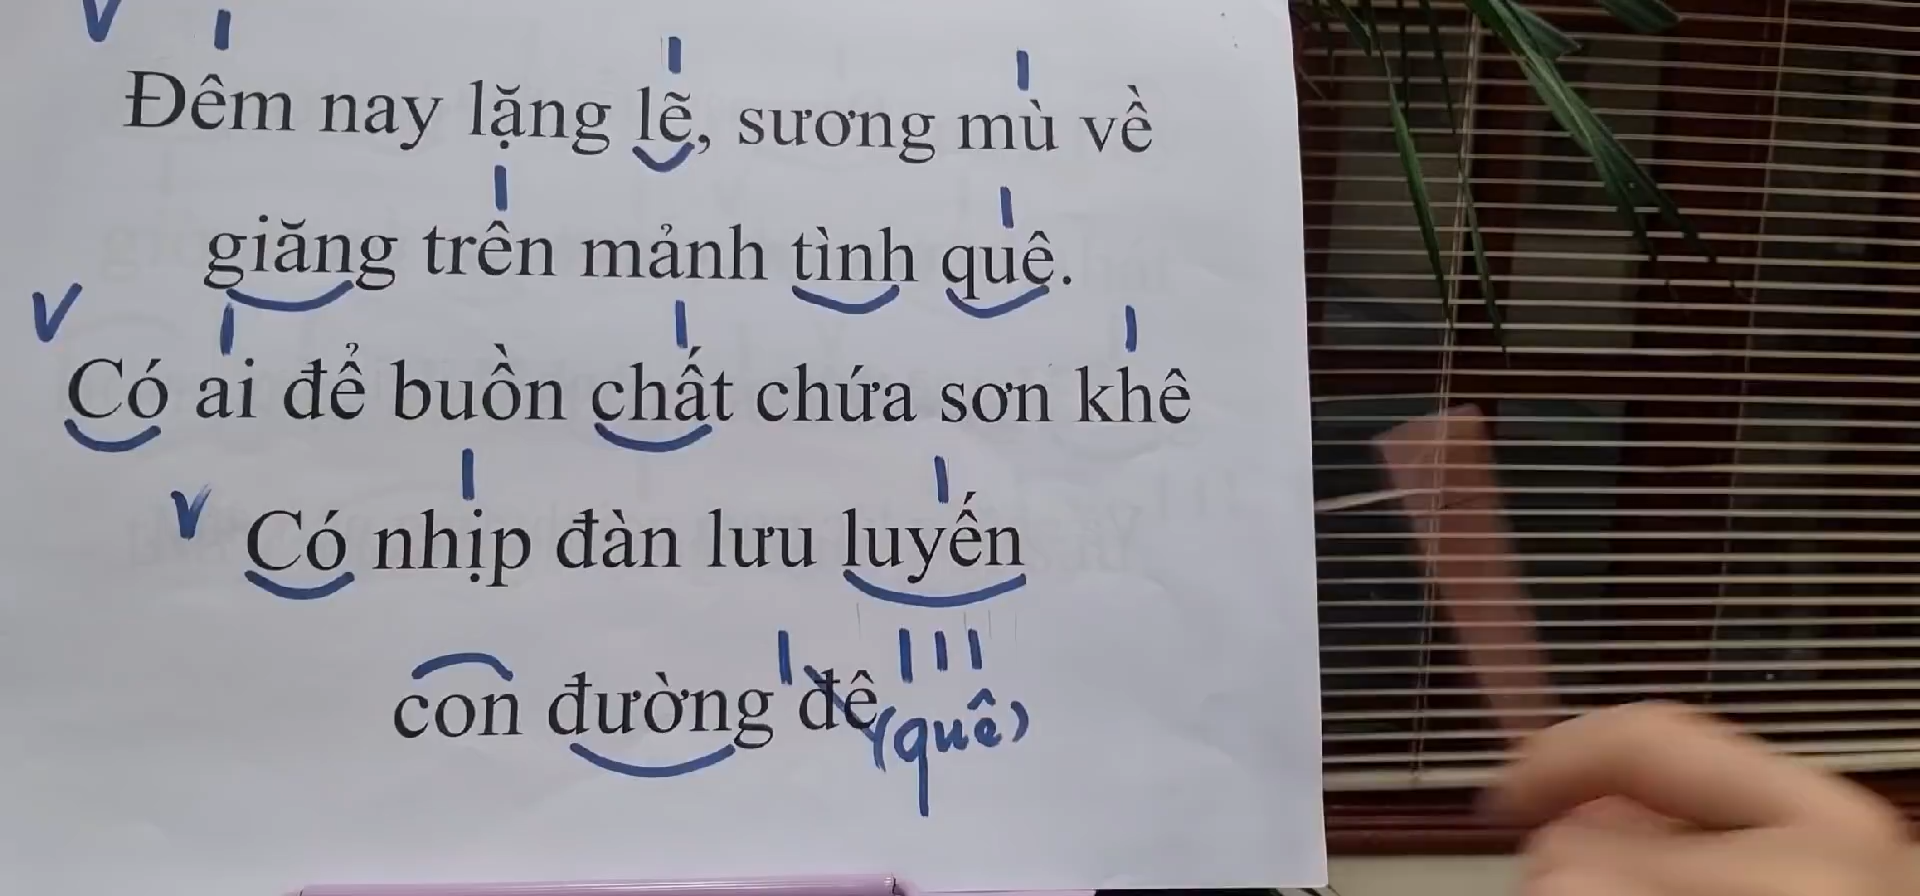 Đêm nay lặng lẽ, sương mù về
giăng trên mảnh tình quê.
Có ai để buồn chất chứa sơn khê
Có nhịp đàn lưu luyến
con đường đê (quê)